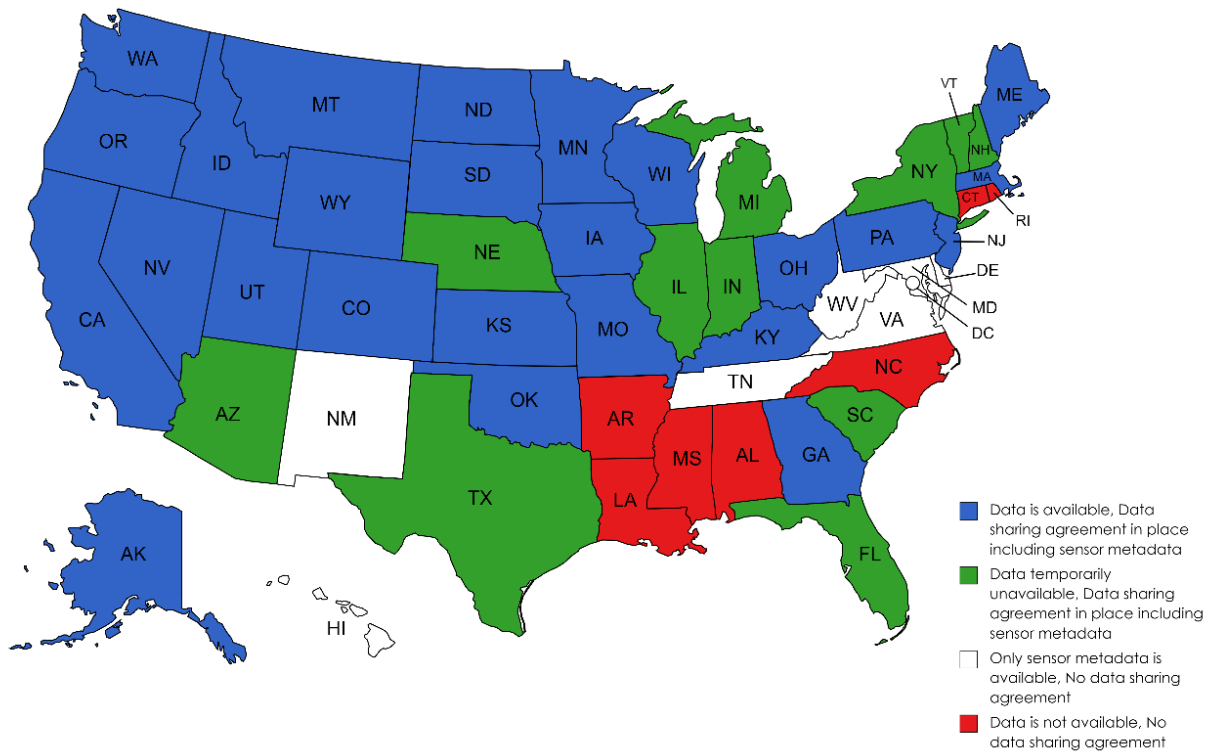 WA
MT
ND
MN
ME
VT
NH
OR
ID
SD
WI
NY
MA
WY
MI
CT
RI
IA
PA
NE
NJ
NV
OH
IL
IN
DE
UT
CO
WV
MD
CA
KS
MO
VA
DC
KY
NC
TN
OK
AZ
NM
AR
SC
MS
AL
GA
TX
LA
AK
FL
HI
Data is available, Data
sharing agreement in place
including sensor metadata
Data temporarily
unavailable, Data sharing
agreement in place including
sensor metadata
Only sensor metadata is
available, No data sharing
agreement
Data is not available, No
data sharing agreement